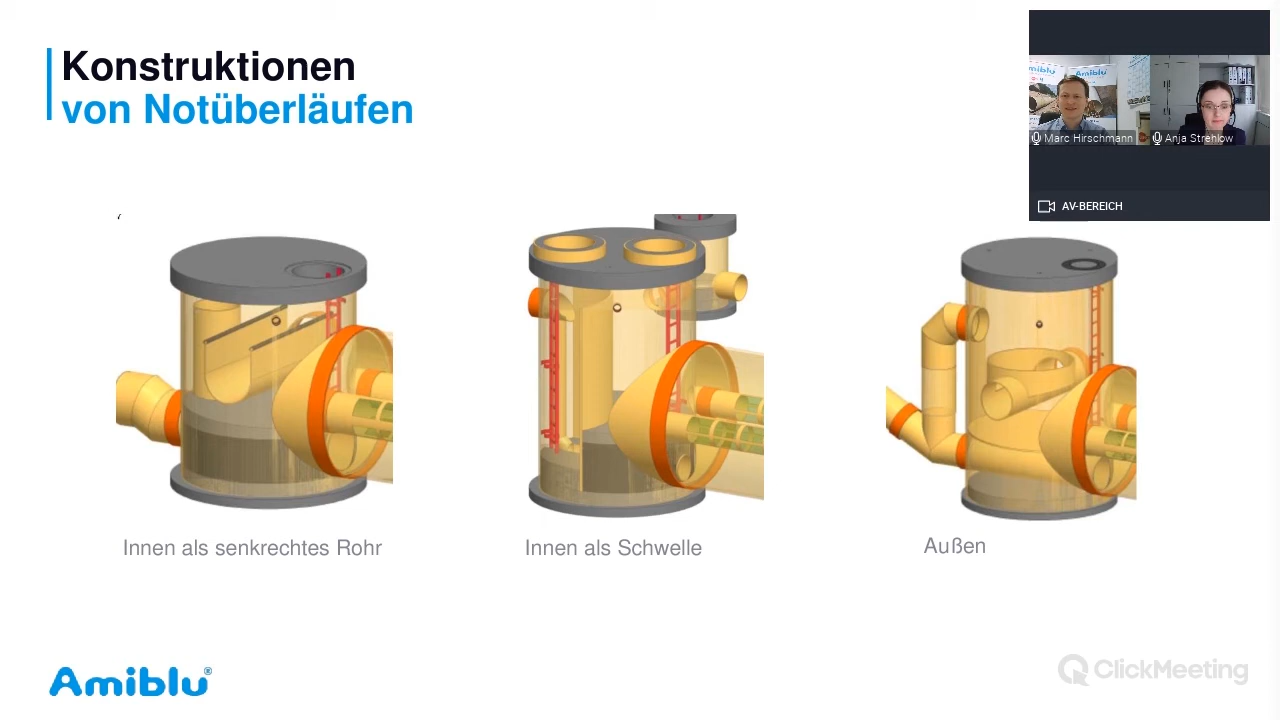 Konstruktionen
von Notüberläufen
Marc Hirschmann
Anja Strehlow
AV-BEREICH
Innen als senkrechtes Rohr
Innen als Schwelle
Außen
Amiblu®
ClickMeeting